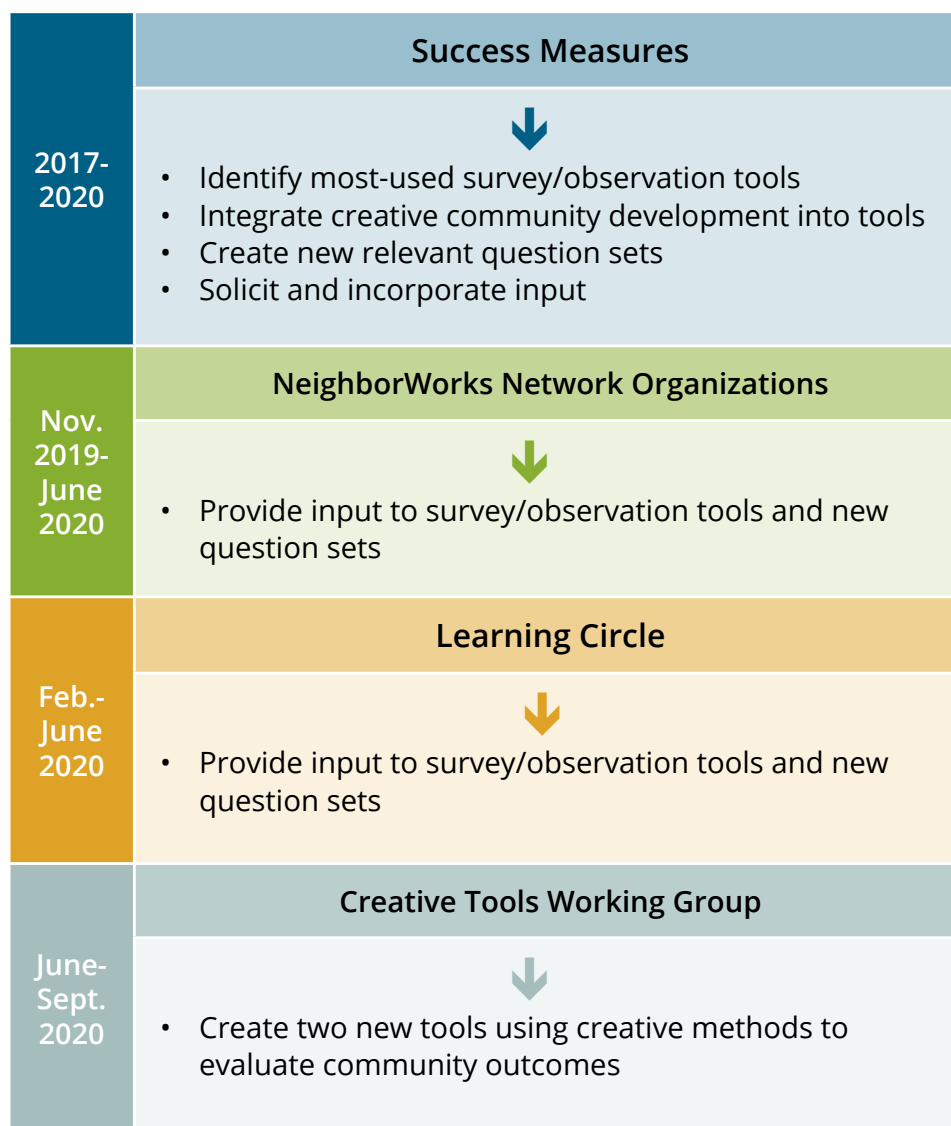 Success Measures
2017-
2020
• Identify most-used survey/observation tools
• Integrate creative community development into tools
• Create new relevant question sets
• Solicit and incorporate input
NeighborWorks Network Organizations
Nov.
2019-
June
2020
• Provide input to survey/observation tools and new
question sets
Learning Circle
Feb.-
June
2020
• Provide input to survey/observation tools and new
question sets
Creative Tools Working Group
June-
Sept.
2020
• Create two new tools using creative methods to
evaluate community outcomes